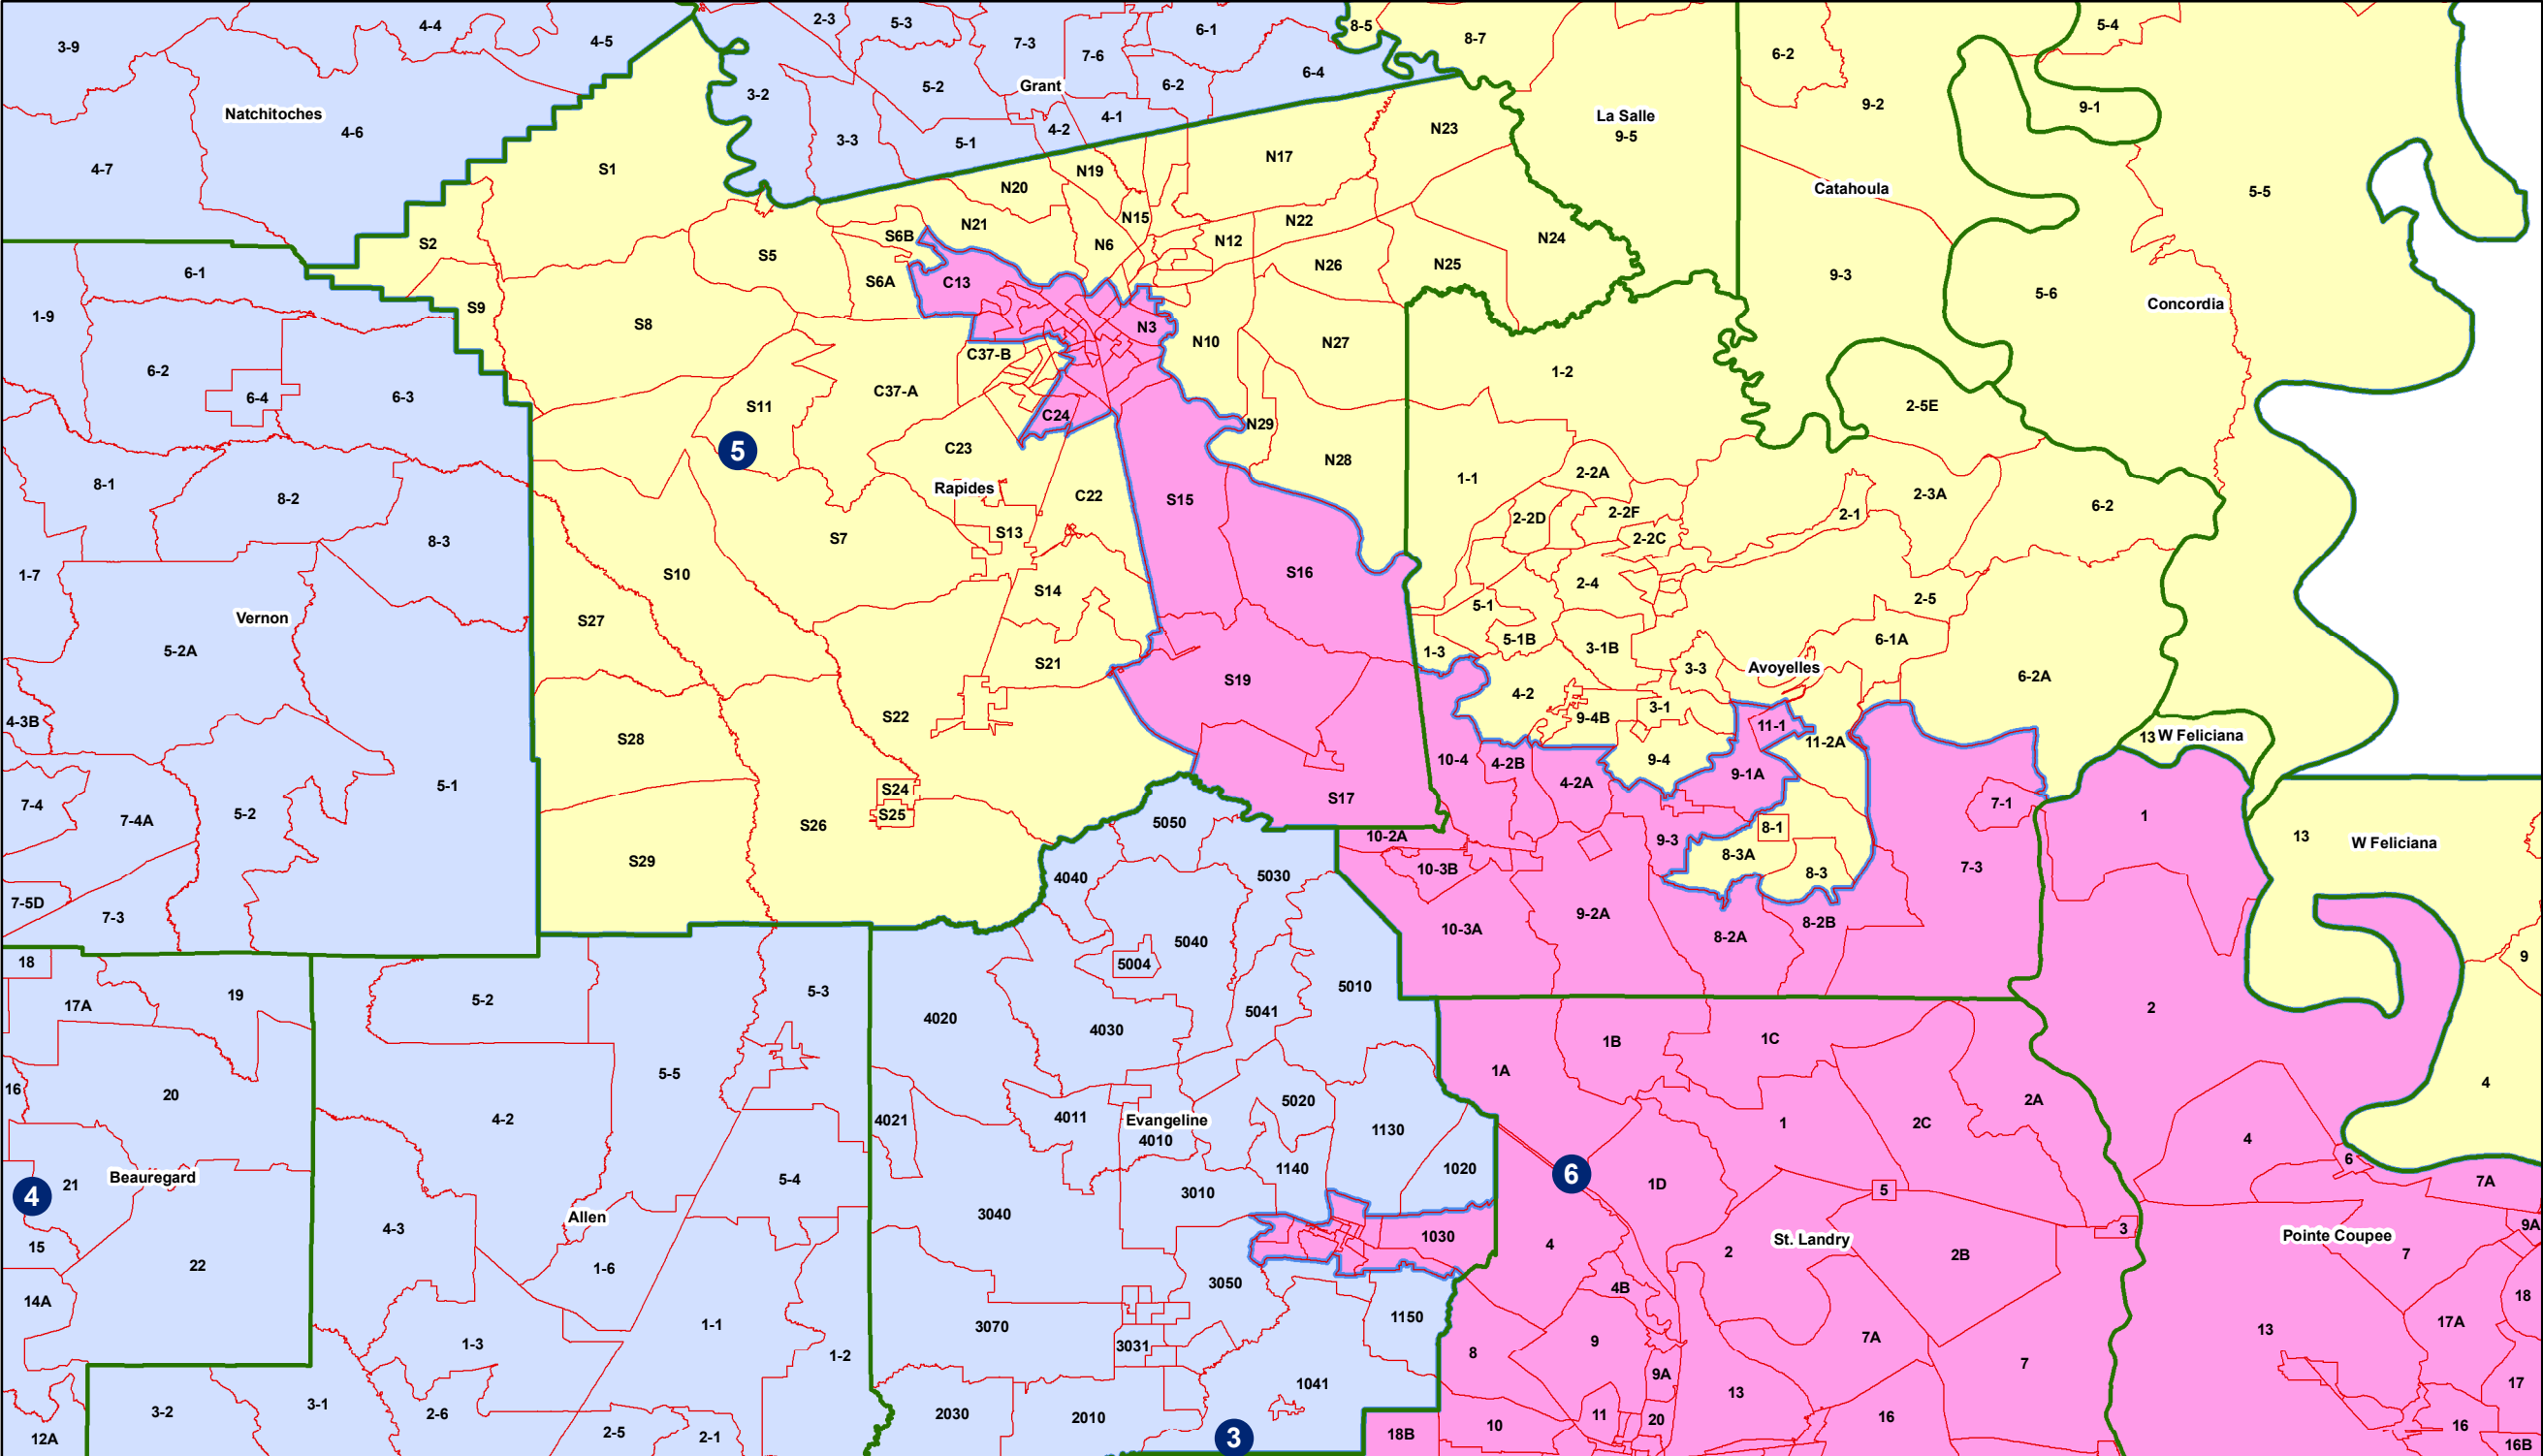 3-9
4-4
4-5
2-3
5-3
7-3
7-6
6-1
8-5
8-7
6-2
5-4
Natchitoches
4-6
4-7
3-2
5-2
Grant
6-2
6-4
4-1
4-2
3-3
5-1
N23
La Salle
9-5
9-2
9-1
S1
N17
N19
N20
Catahoula
5-5
S2
S6B
N21
N15
N6
N12
N22
N24
6-1
S5
S6A
C13
N26
N25
9-3
5-6
Concordia
1-9
S9
S8
N3
N10
N27
6-2
6-4
6-3
C37-B
C37-A
1-2
S11
C24
N29
2-5E
5
C23
N28
8-1
8-2
Rapides
C22
S15
1-1
2-2A
2-3A
6-2
8-3
S7
S13
2-2D
2-2F
2-2C
2-1
1-7
S10
S14
S16
2-4
5-1
2-5
Vernon
S27
5-2A
S21
S19
1-3
5-1B
3-1B
3-3
Avoyelles
6-1A
6-2A
4-3B
S28
S22
4-2
9-4B
3-1
11-1
11-2A
13
W Feliciana
10-4
4-2B
4-2A
9-4
9-1A
7-4
7-4A
5-2
5-1
S24
S25
S26
S17
7-1
1
13
W Feliciana
5050
10-2A
8-1
9-3
8-3A
8-3
7-3
S29
4040
5030
10-3B
7-5D
7-3
9-2A
10-3A
8-2A
8-2B
5040
5004
9
18
17A
19
5-2
5-3
4020
4030
5041
5010
2
1B
1C
1A
5-5
16
20
4-2
4021
4011
Evangeline
4010
5020
1130
1
2C
2A
4
4
21
Beauregard
4
5-4
3010
1140
1020
6
1D
5
6
7A
Allen
4-3
3040
1030
4
2
St. Landry
2B
3
Pointe Coupee
7
9A
15
22
1-6
3050
4B
14A
1-3
1-1
1-2
3070
3031
1150
8
9
9A
7A
7
13
17A
18
1041
12A
3-2
3-1
2-6
2-5
2-1
2030
2010
3
18B
10
11
20
13
16
17
16
16B